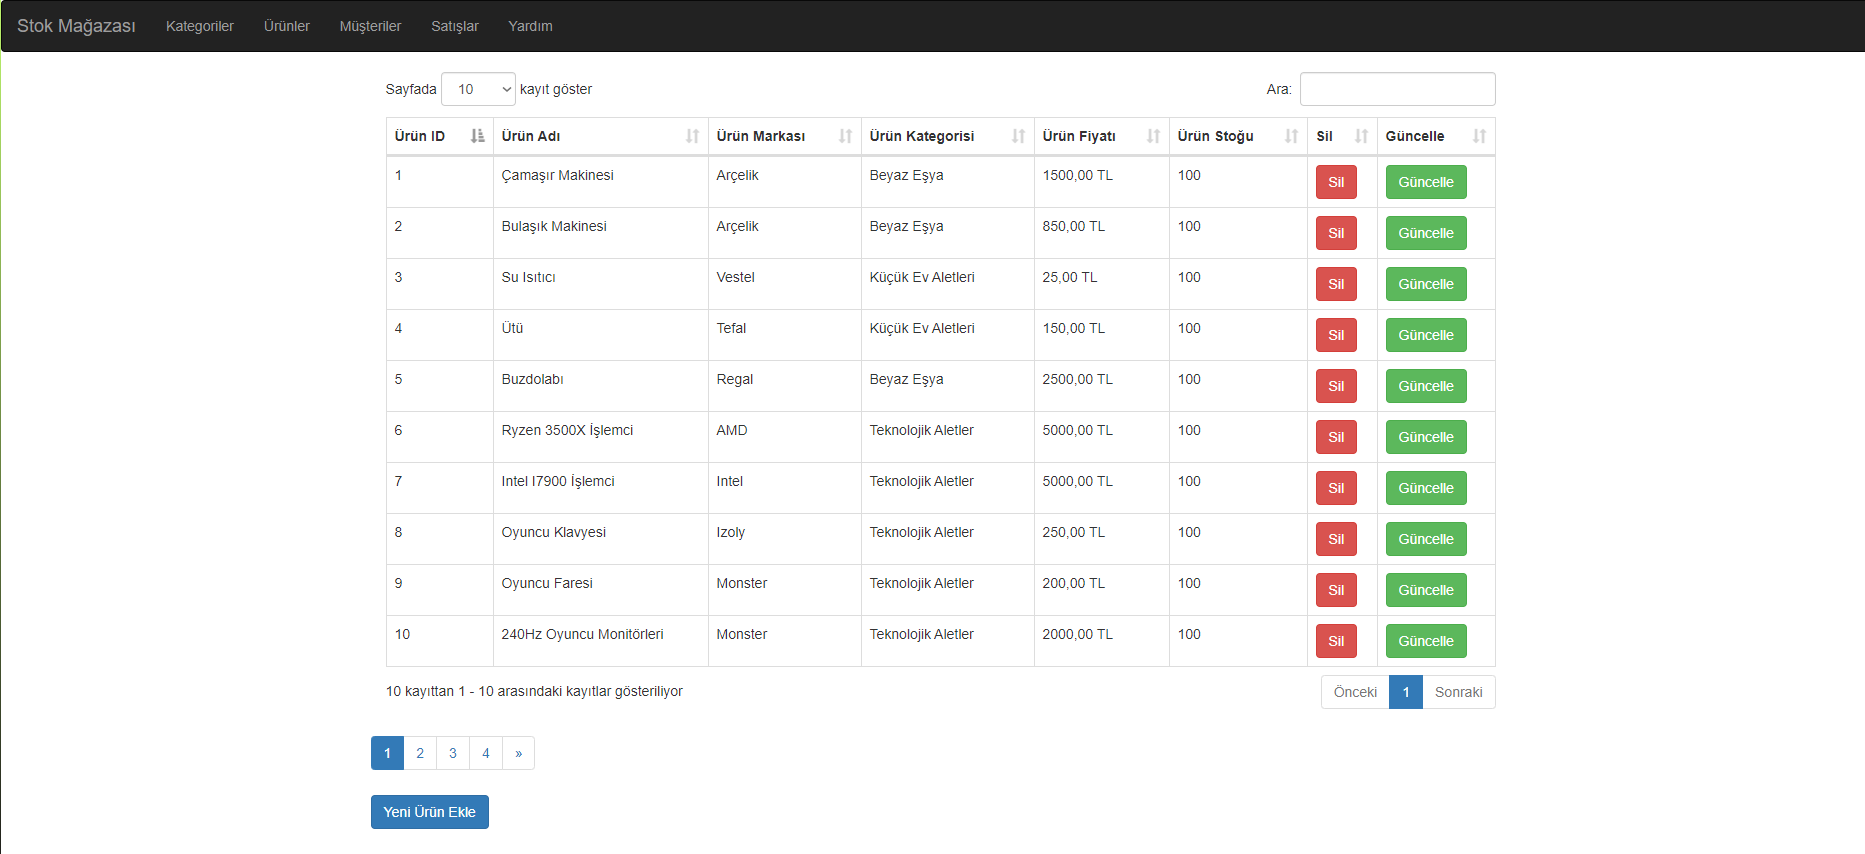 Stok Mağazası Kategoriler Ürünler Müşteriler Satışlar Yardım
Sayfada 10 kayıt göster Ara:
Ürün ID Ürün Adı Ürün Markası Ürün Kategorisi Ürün Fiyatı Ürün Stoğu Sil Güncelle
1 Çamaşır Makinesi Arçelik Beyaz Eşya 1500,00 TL 100 Sil Güncelle
2 Bulaşık Makinesi Arçelik Beyaz Eşya 850,00 TL 100 Sil Güncelle
3 Su Isıtıcı Vestel Küçük Ev Aletleri 25,00 TL 100 Sil Güncelle
4 Ütü Tefal Küçük Ev Aletleri 150,00 TL 100 Sil Güncelle
5 Buzdolabı Regal Beyaz Eşya 2500,00 TL 100 Sil Güncelle
6 Ryzen 3500X İşlemci AMD Teknolojik Aletler 5000,00 TL 100 Sil Güncelle
7 Intel I7900 İşlemci Intel Teknolojik Aletler 5000,00 TL 100 Sil Güncelle
8 Oyuncu Klavyesi Izoly Teknolojik Aletler 250,00 TL 100 Sil Güncelle
9 Oyuncu Faresi Monster Teknolojik Aletler 200,00 TL 100 Sil Güncelle
10 240Hz Oyuncu Monitörleri Monster Teknolojik Aletler 2000,00 TL 100 Sil Güncelle
10 kayıttan 1 - 10 arasındaki kayıtlar gösteriliyor Önceki 1 Sonraki
1 2 3 4 »
Yeni Ürün Ekle